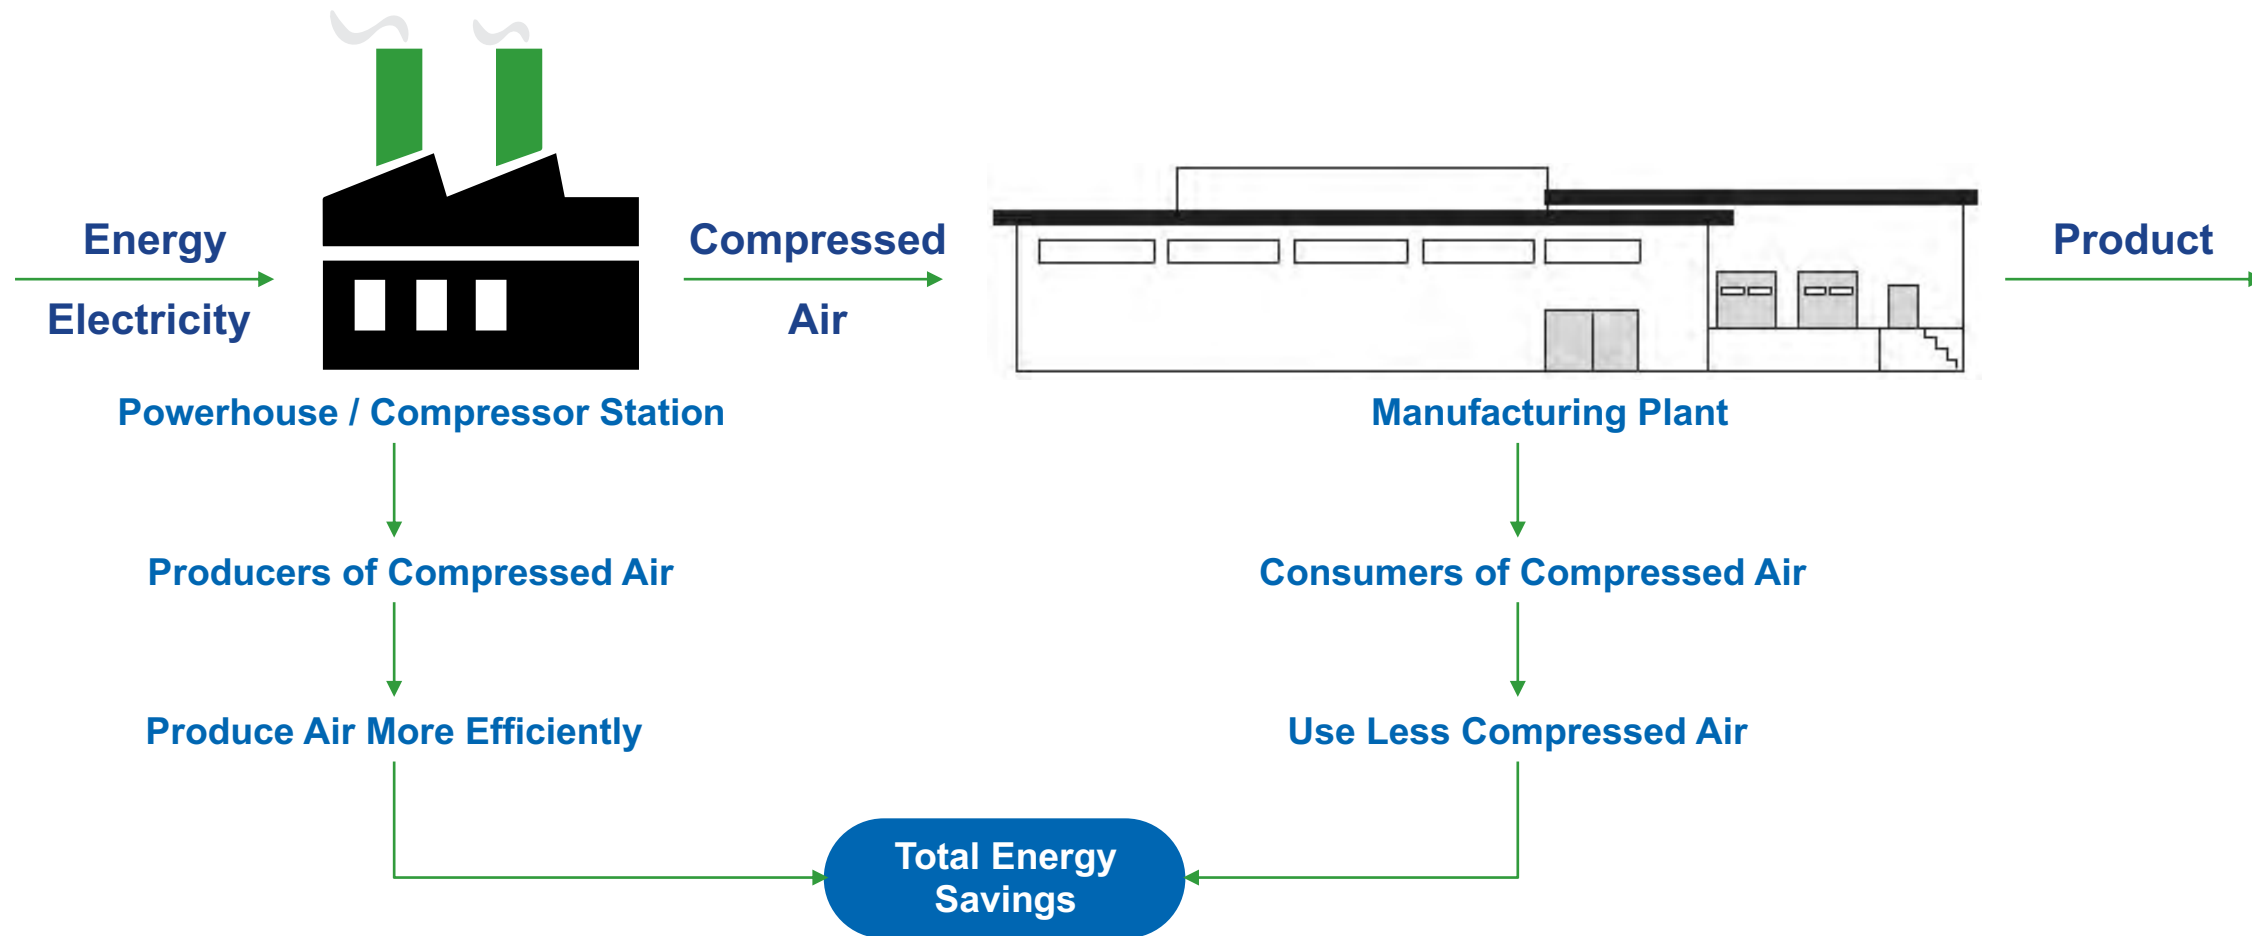 Energy
Electricity
Compressed
Air
Product
Powerhouse / Compressor Station
Manufacturing Plant
Producers of Compressed Air
Consumers of Compressed Air
Produce Air More Efficiently
Use Less Compressed Air
Total Energy
Savings